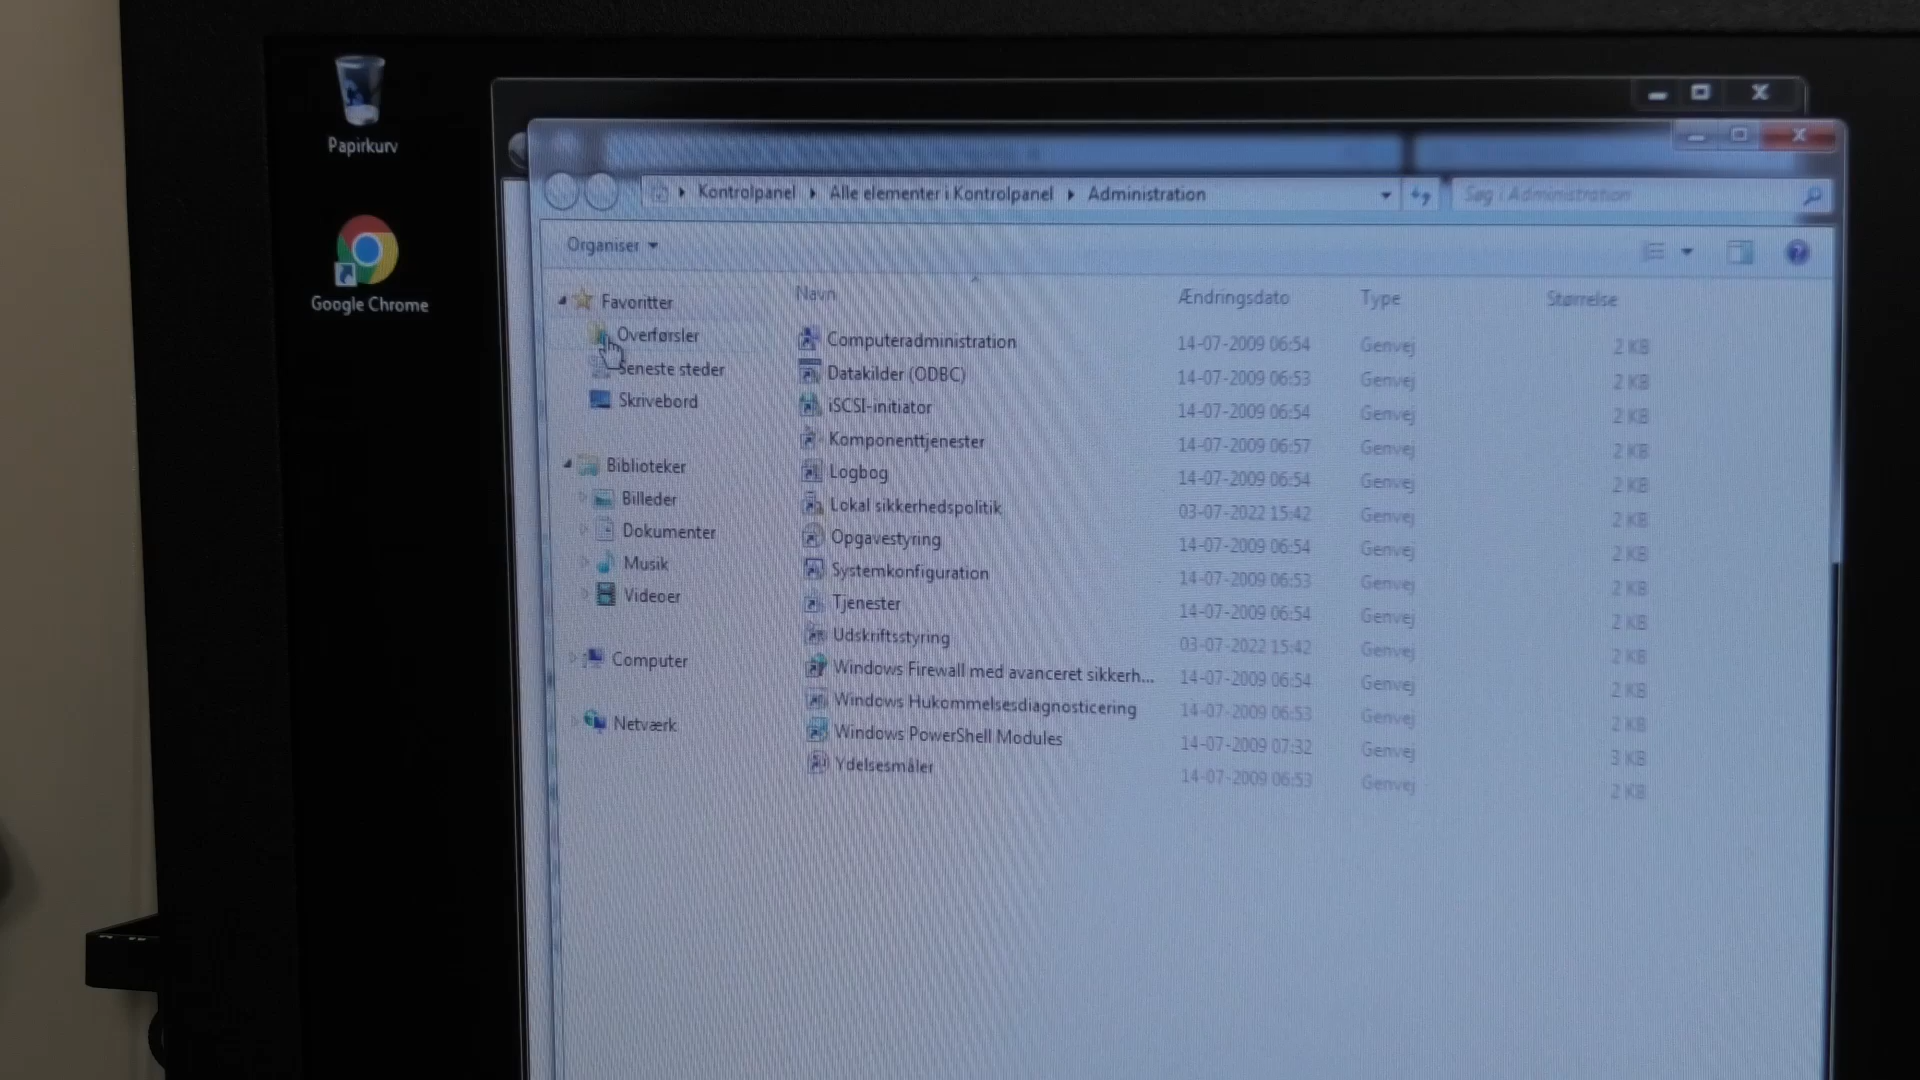 Papirkurv
Google Chrome
Kontrolpanel ▸ Alle elementer i Kontrolpanel ▸ Administration
Søg i Administration
Organiser
Navn Ændringsdato Type Størrelse
Favoritter
Overførsler
Seneste steder
Skrivebord
Biblioteker
Billeder
Dokumenter
Musik
Videoer
Computer
Netværk
Computeradministration 14-07-2009 06:54 Genvej 2 KB
Datakilder (ODBC) 14-07-2009 06:53 Genvej 2 KB
iSCSI-initiator 14-07-2009 06:54 Genvej 2 KB
Komponenttjenester 14-07-2009 06:57 Genvej 2 KB
Logbog 14-07-2009 06:54 Genvej 2 KB
Lokal sikkerhedspolitik 03-07-2022 15:42 Genvej 2 KB
Opgavestyring 14-07-2009 06:54 Genvej 2 KB
Systemkonfiguration 14-07-2009 06:53 Genvej 2 KB
Tjenester 14-07-2009 06:54 Genvej 2 KB
Udskriftsstyring 03-07-2022 15:42 Genvej 2 KB
Windows Firewall med avanceret sikkerh... 14-07-2009 06:54 Genvej 2 KB
Windows Hukommelsesdiagnosticering 14-07-2009 06:53 Genvej 2 KB
Windows PowerShell Modules 14-07-2009 07:32 Genvej 3 KB
Ydelsesmåler 14-07-2009 06:53 Genvej 2 KB